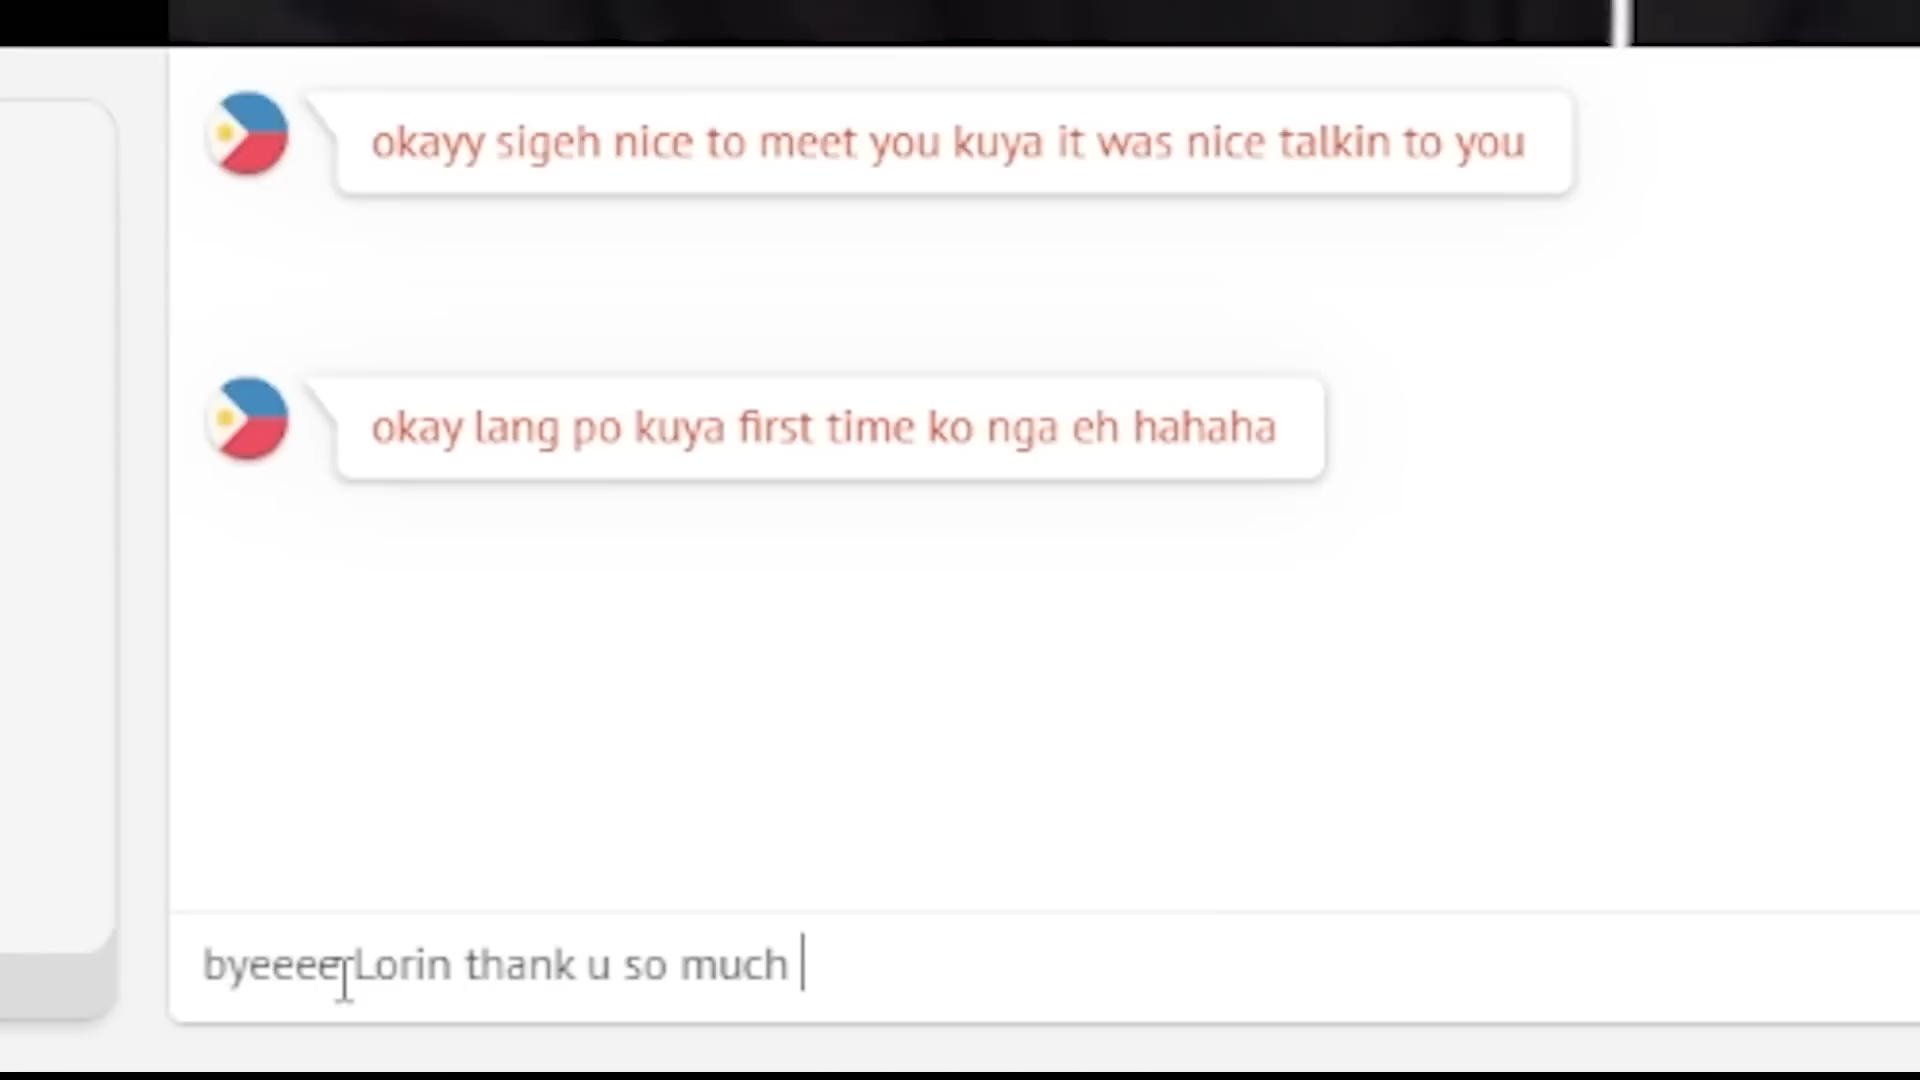 okayy sigeh nice to meet you kuya it was nice talkin to you
okay lang po kuya first time ko nga eh hahaha
byeeee Lorin thank u so much